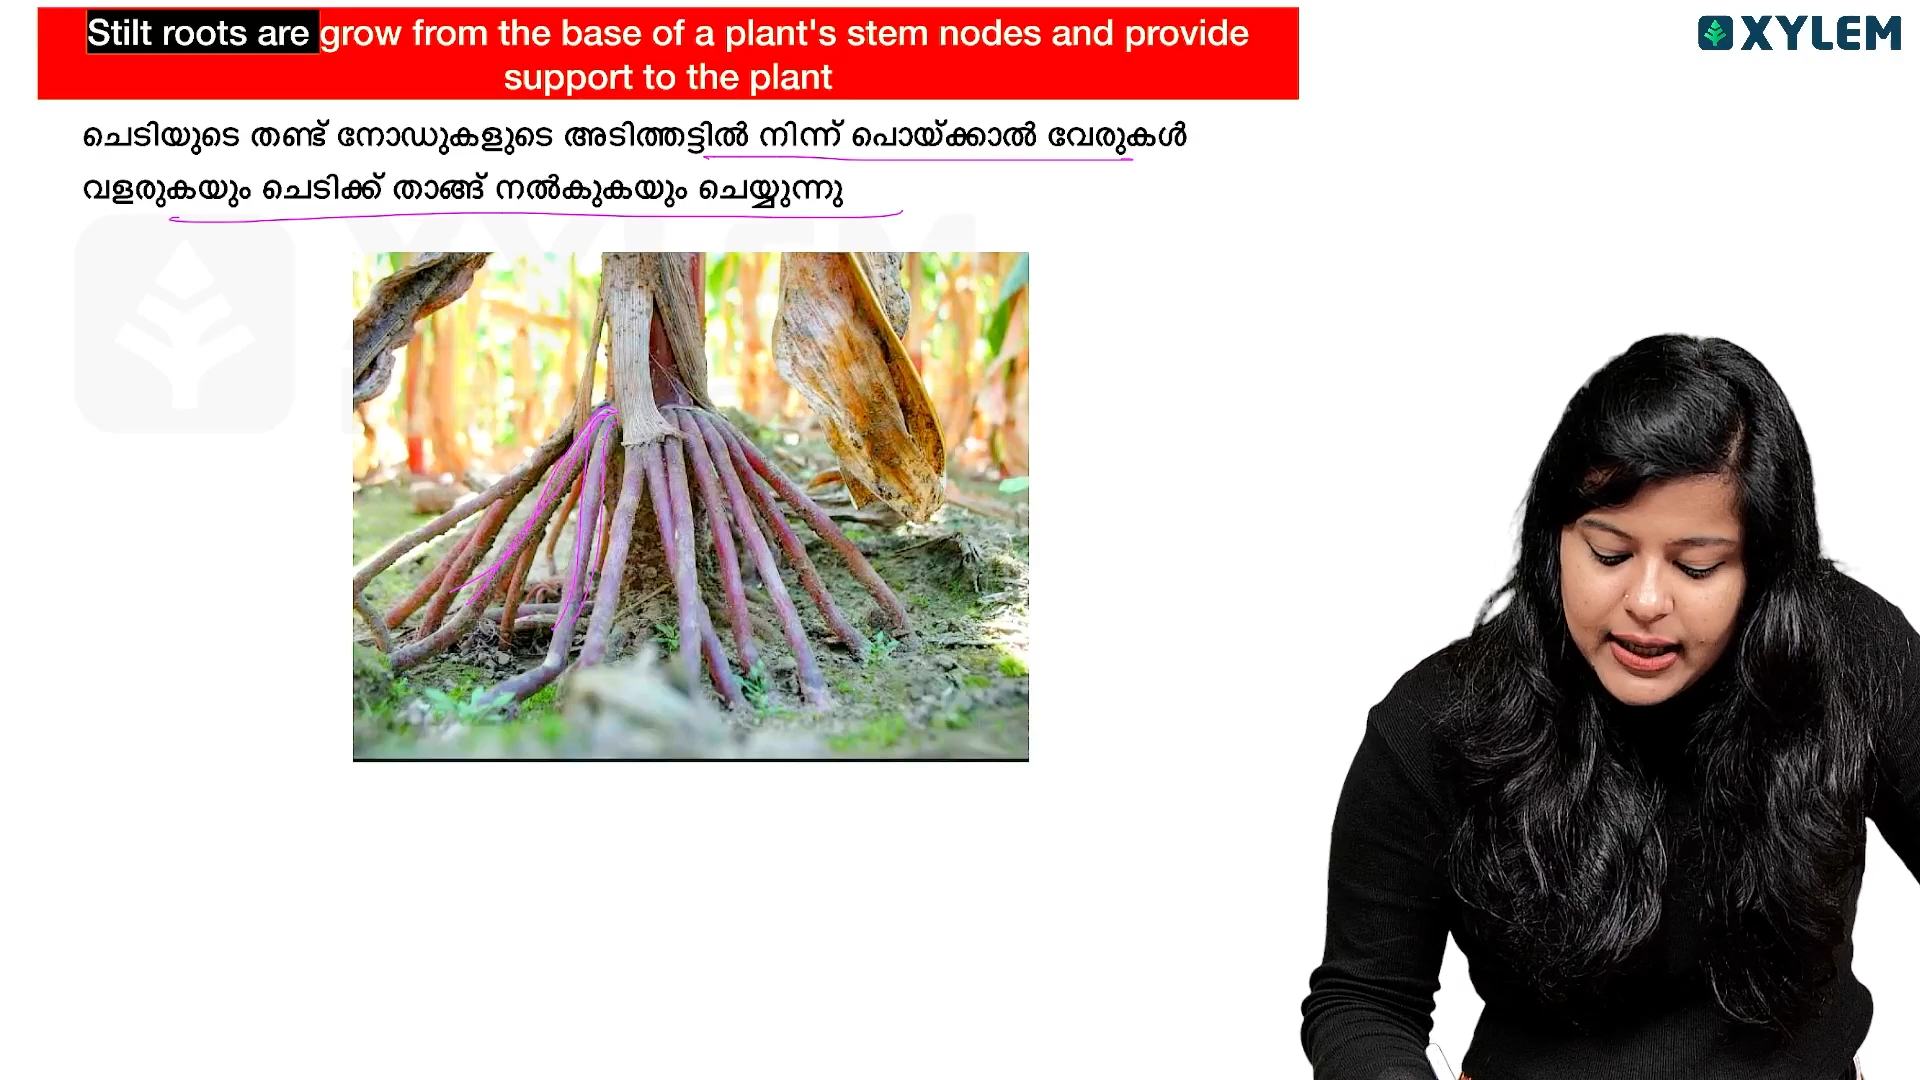 Stilt roots are grow from the base of a plant's stem nodes and provide
support to the plant
XYLEM
ചെടിയുടെ തണ്ട് നോഡുകളുടെ അടിത്തട്ടിൽ നിന്ന് പൊയ്ക്കാൽ വേരുകൾ
വളരുകയും ചെടിക്ക് താങ്ങ് നൽകുകയും ചെയ്യുന്നു
XYLEM